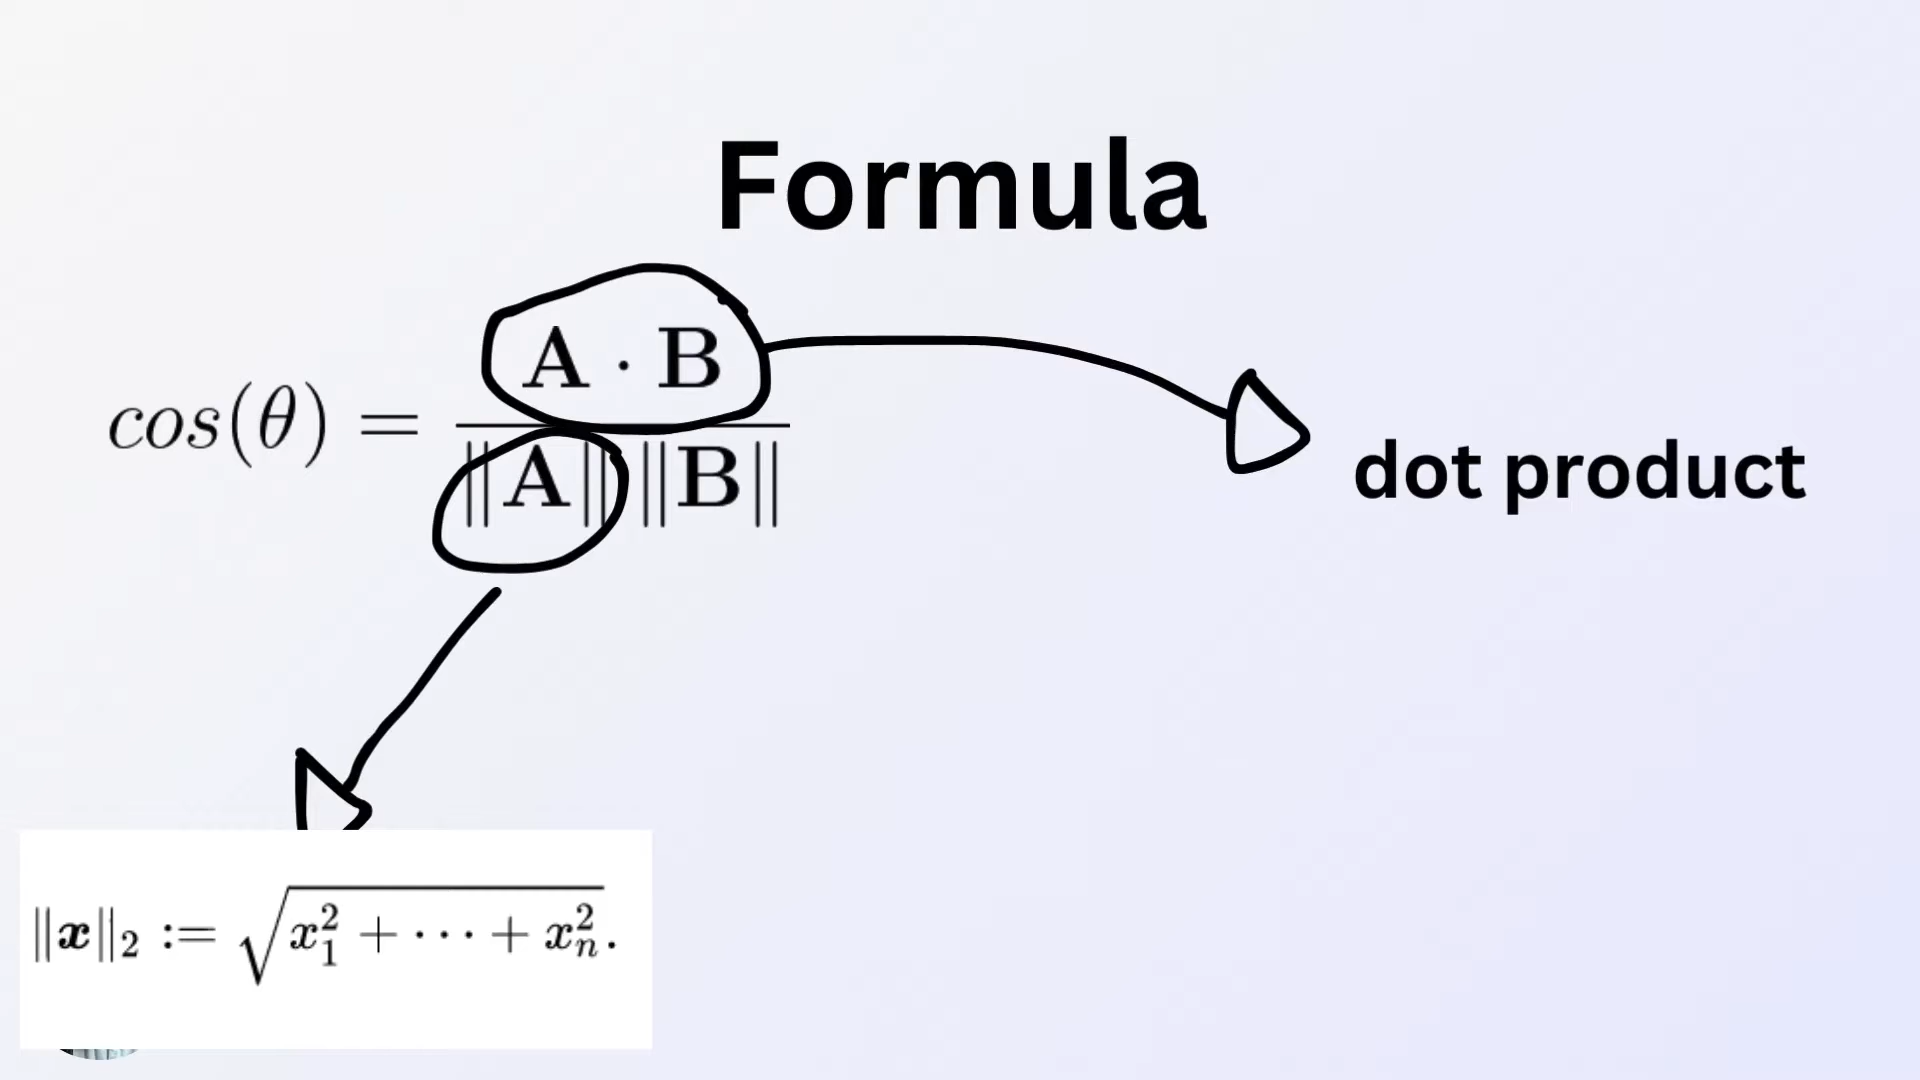 Formula
cos(θ) = A · B / ‖A‖ ‖B‖
dot product
‖x‖₂ := √(x₁² + · · · + xₙ²).